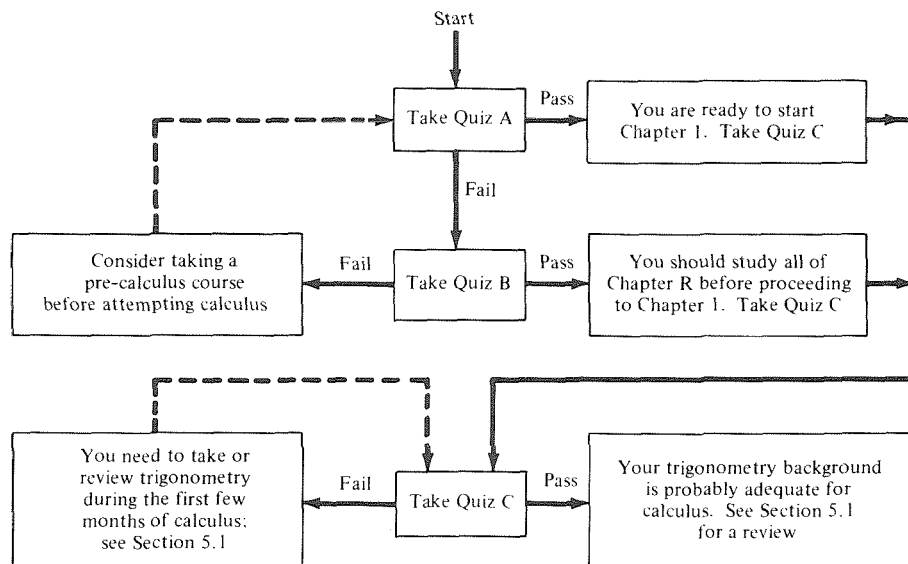 Start
Take Quiz A
Pass
You are ready to start
Chapter 1. Take Quiz C
Fail
Consider taking a
pre-calculus course
before attempting calculus
Fail
Take Quiz B
Pass
You should study all of
Chapter R before proceeding
to Chapter 1. Take Quiz C
You need to take or
review trigonometry
during the first few
months of calculus;
see Section 5.1
Fail
Take Quiz C
Pass
Your trigonometry background
is probably adequate for
calculus. See Section 5.1
for a review